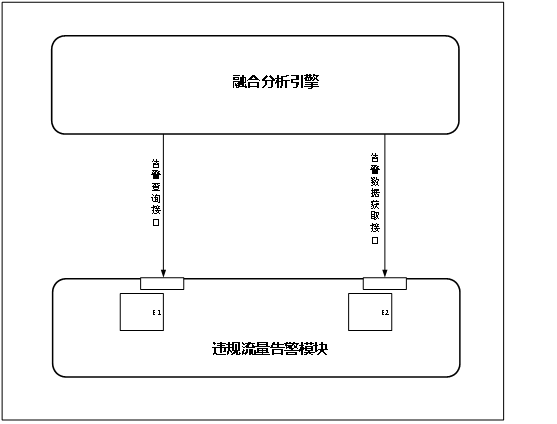 融合分析引擎
告警查询接口
告警数据获取接口
E1
E2
违规流量告警模块